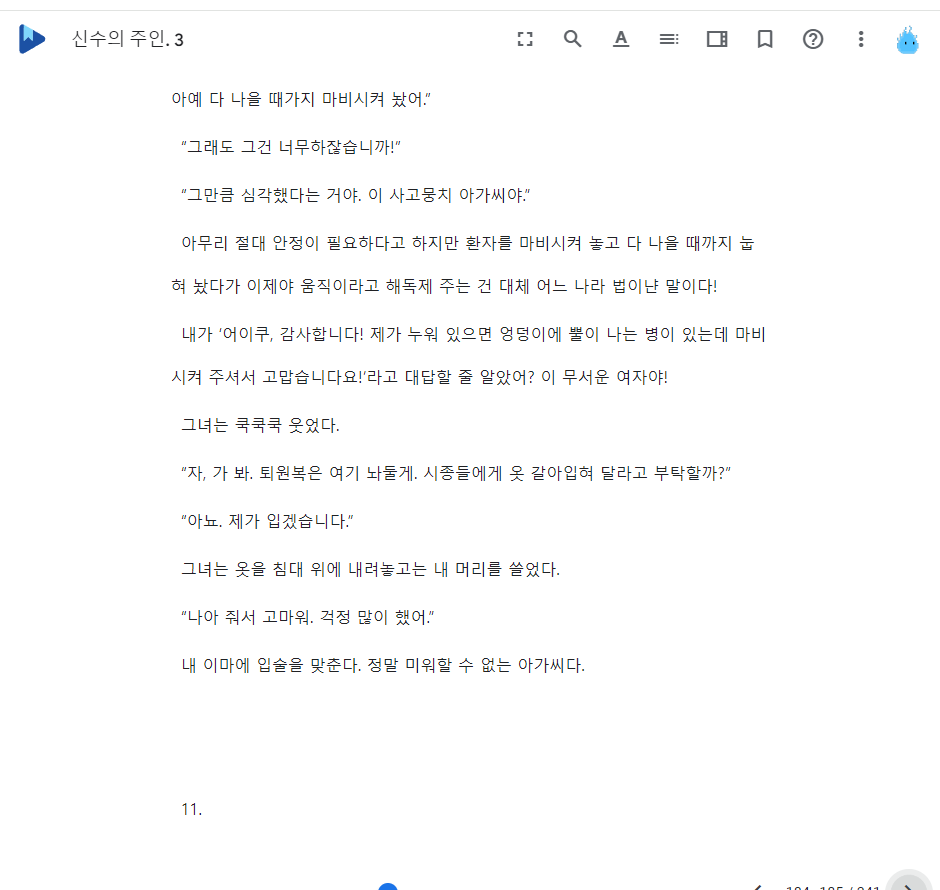 신수의 주인. 3
아예 다 나을 때가지 마비시켜 놨어.”
“그래도 그건 너무하잖습니까!”
“그만큼 심각했다는 거야. 이 사고뭉치 아가씨야.”
아무리 절대 안정이 필요하다고 하지만 환자를 마비시켜 놓고 다 나을 때까지 눕
혀 놨다가 이제야 움직이라고 해독제 주는 건 대체 어느 나라 법이냔 말이다!
내가 ‘어이쿠, 감사합니다! 제가 누워 있으면 엉덩이에 뿔이 나는 병이 있는데 마비
시켜 주셔서 고맙습니다요!’라고 대답할 줄 알았어? 이 무서운 여자야!
그녀는 쿡쿡쿡 웃었다.
“자, 가 봐. 퇴원복은 여기 놔둘게. 시종들에게 옷 갈아입혀 달라고 부탁할까?”
“아뇨. 제가 입겠습니다.”
그녀는 옷을 침대 위에 내려놓고는 내 머리를 쓸었다.
“나아 줘서 고마워. 걱정 많이 했어.”
내 이마에 입술을 맞춘다. 정말 미워할 수 없는 아가씨다.
11.